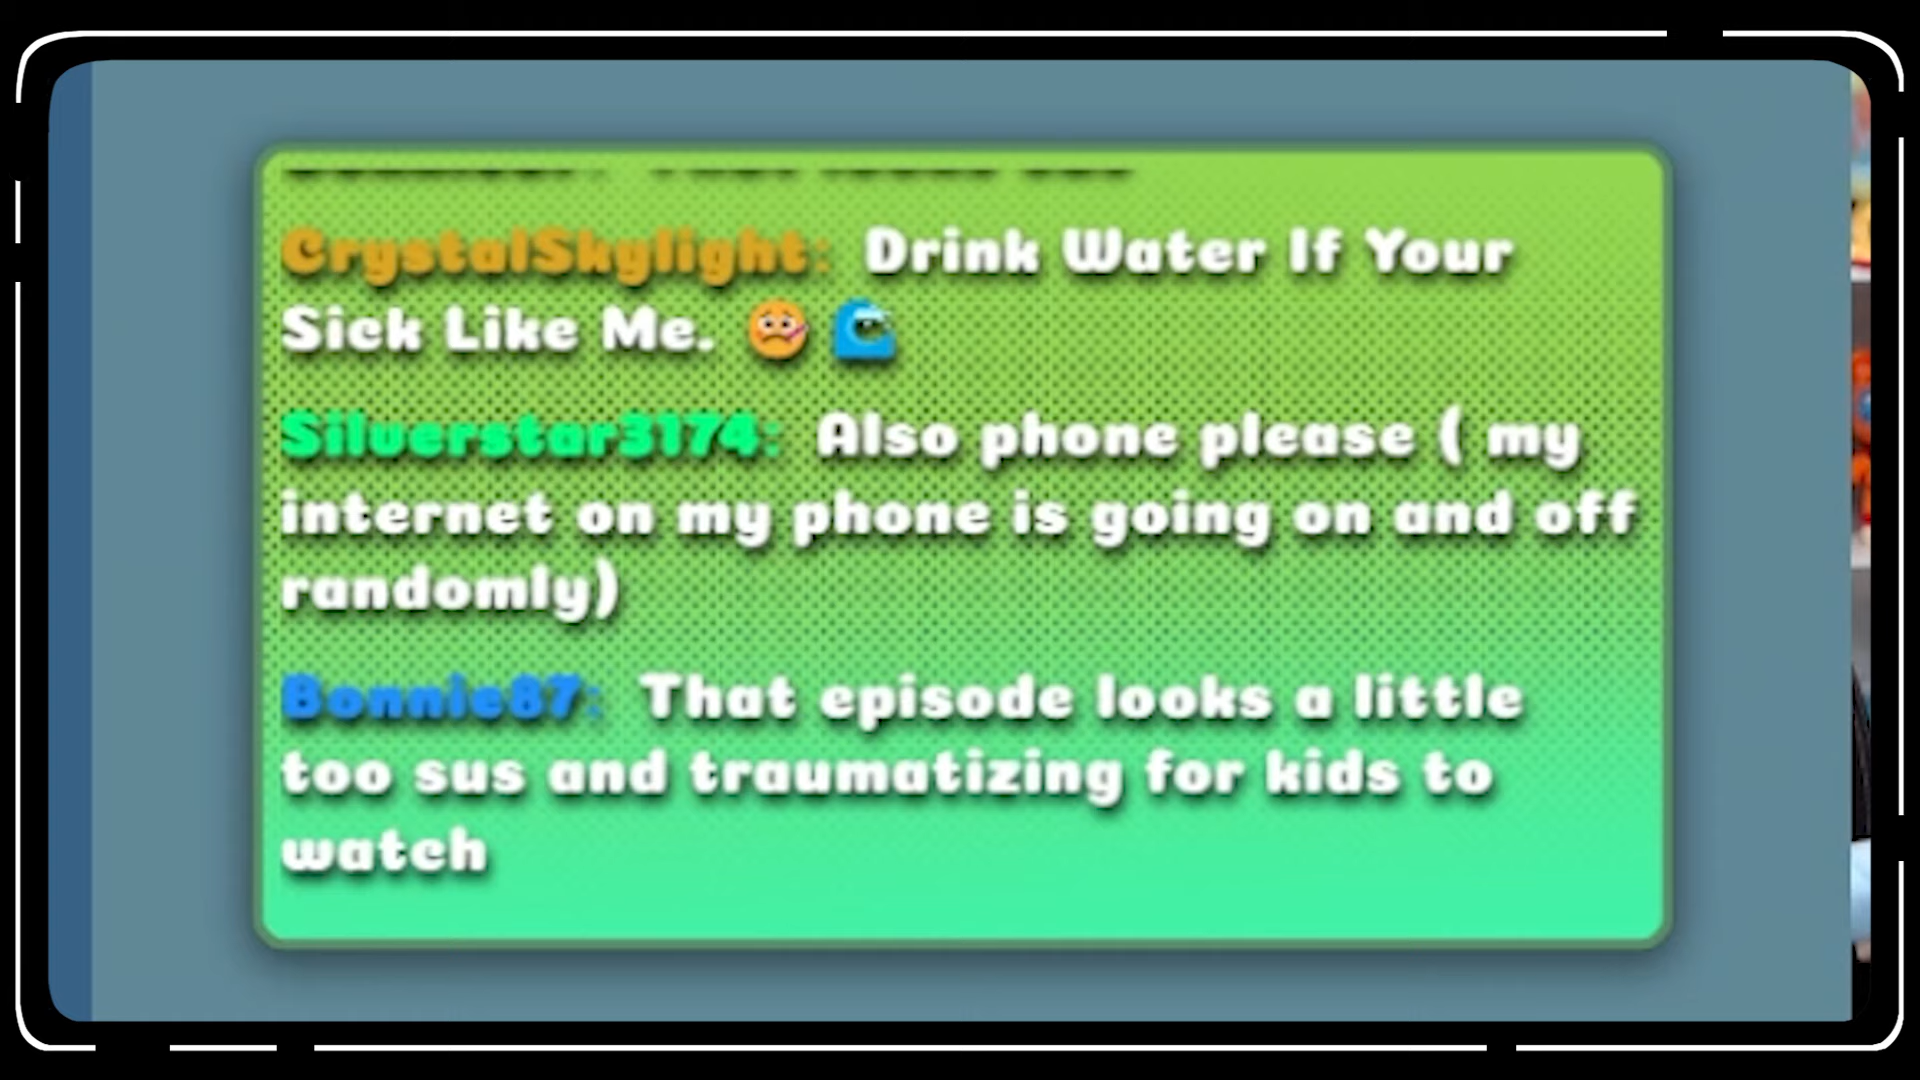 CrystalSkylight: Drink Water If Your
Sick Like Me. 🤒 🌊
Silverstar3174: Also phone please ( my
internet on my phone is going on and off
randomly)
Bonnie87: That episode looks a little
too sus and traumatizing for kids to
watch